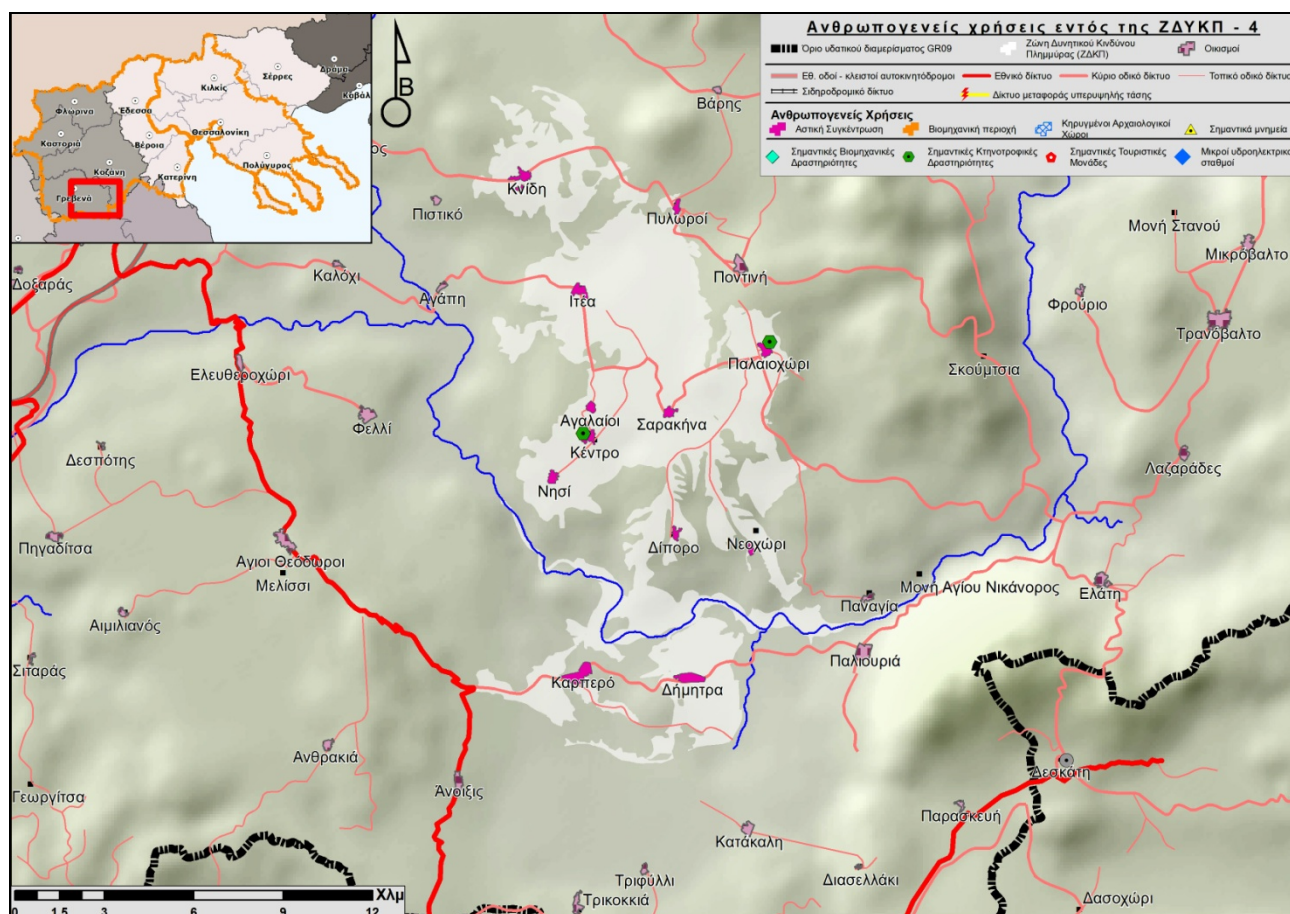 Ανθρωπογενείς χρήσεις εντός της ΖΔΥΚΠ - 4
Όριο υδατικού διαμερίσματος GR09
Ζώνη Δυνητικού Κινδύνου
Πλημμύρας (ΖΔΚΠ)
Οικισμοί
Εθ. οδοί - κλειστοί αυτοκινητόδρομοι
Εθνικό δίκτυο
Κύριο οδικό δίκτυο
Τοπικό οδικό δίκτυο
Σιδηροδρομικό δίκτυο
Δίκτυο μεταφοράς υπερυψηλής τάσης
Ανθρωπογενείς Χρήσεις
Αστική Συγκέντρωση
Βιομηχανική περιοχή
Κηρυγμένοι Αρχαιολογικοί
Χώροι
Σημαντικά μνημεία
Σημαντικές Βιομηχανικές
Δραστηριότητες
Σημαντικές Κτηνοτροφικές
Δραστηριότητες
Σημαντικές Τουριστικές
Μονάδες
Μικροί υδροηλεκτρικο
σταθμοί
Σέρρες
Δράμα
Κιλκίς
Καβάλ
Φλώρινα
Έδεσσα
Θεσσαλονίκη
Καστοριά
Βέροια
Πολύγυρος
Κοζάνη
Κατερίνη
Γρεβενά
Β
Βάρης
ος
Κνίδη
Πιστικό
Πυλωροί
Μονή Στανού
Μικρόβαλτο
Ποντινή
Καλόχι
Δοξαράς
Αγάπη
Ιτέα
Φρούριο
Τρανόβαλτο
Παλαιοχώρι
Σκούμτσια
Ελευθεροχώρι
Φελλί
Αγαλαίοι
Σαρακήνα
Κέντρο
Δεσπότης
Λαζαράδες
Νησί
Πηγαδίτσα
Δίπορο
Νεοχώρι
Αγιοι Θεόδωροι
Μελίσσι
Μονή Αγίου Νικάνορος
Ελάτη
Παναγία
Αιμιλιανός
Παλιουριά
Σιταράς
Καρπερό
Δήμητρα
Ανθρακιά
Δεσκάτη
Γεωργίτσα
Άνοιξις
Παρασκευή
Κατάκαλη
Τριφύλλι
Διασελλάκι
Τρικοκκιά
Δασοχώρι
Χλμ
0 1.5 3 6 9 12